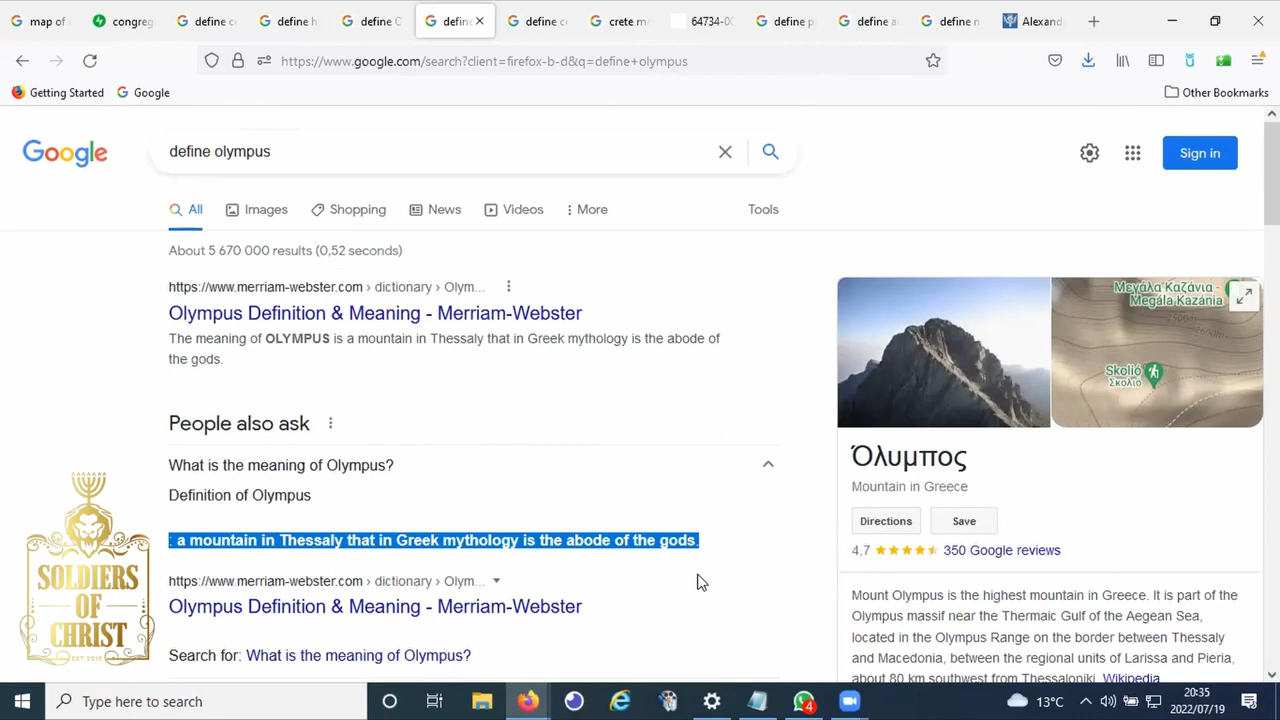 map of
congreg
define c
define h
define C
define
define c
crete m
64734-0
define p
define a
define n
Alexand
https://www.google.com/search?client=firefox-b-d&q=define+olympus
Getting Started
Google
Other Bookmarks
Google
define olympus
Sign in
All
Images
Shopping
News
Videos
More
Tools
About 5 670 000 results (0,52 seconds)
https://www.merriam-webster.com › dictionary › Olym...
Olympus Definition & Meaning - Merriam-Webster
The meaning of OLYMPUS is a mountain in Thessaly that in Greek mythology is the abode of
the gods.
People also ask
What is the meaning of Olympus?
Definition of Olympus
: a mountain in Thessaly that in Greek mythology is the abode of the gods.
https://www.merriam-webster.com › dictionary › Olym...
Olympus Definition & Meaning - Merriam-Webster
Search for: What is the meaning of Olympus?
Μεγάλα Καζάνια -
Megála Kazánia
2500m
Skolió
Σκολιό
Όλυμπος
Mountain in Greece
Directions
Save
4,7
350 Google reviews
Mount Olympus is the highest mountain in Greece. It is part of the
Olympus massif near the Thermaic Gulf of the Aegean Sea,
located in the Olympus Range on the border between Thessaly
and Macedonia, between the regional units of Larissa and Pieria,
about 80 km southwest from Thessaloniki. Wikipedia
SOLDIERS
OF
CHRIST
EST 2015
Type here to search
4
13°C
20:35
2022/07/19